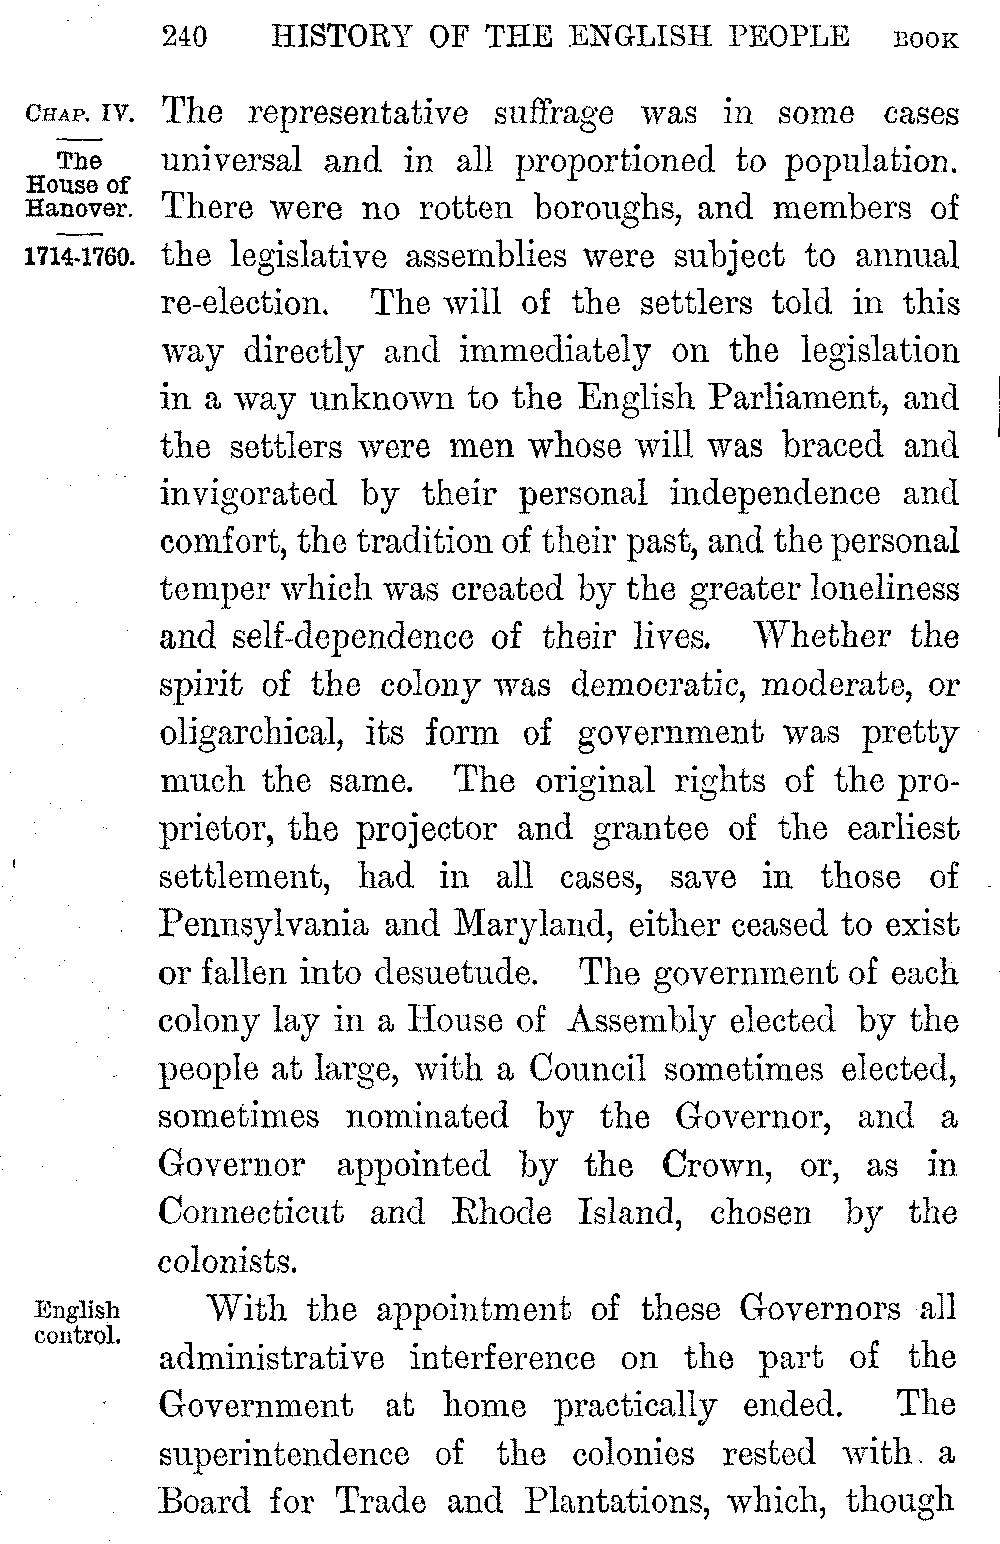 240 HISTORY OF THE ENGLISH PEOPLE BOOK
CHAP. IV.
The
House of
Hanover.
1714-1760.
The representative suffrage was in some cases
universal and in all proportioned to population.
There were no rotten boroughs, and members of
the legislative assemblies were subject to annual
re-election. The will of the settlers told in this
way directly and immediately on the legislation
in a way unknown to the English Parliament, and
the settlers were men whose will was braced and
invigorated by their personal independence and
comfort, the tradition of their past, and the personal
temper which was created by the greater loneliness
and self-dependence of their lives. Whether the
spirit of the colony was democratic, moderate, or
oligarchical, its form of government was pretty
much the same. The original rights of the pro-
prietor, the projector and grantee of the earliest
settlement, had in all cases, save in those of
Pennsylvania and Maryland, either ceased to exist
or fallen into desuetude. The government of each
colony lay in a House of Assembly elected by the
people at large, with a Council sometimes elected,
sometimes nominated by the Governor, and a
Governor appointed by the Crown, or, as in
Connecticut and Rhode Island, chosen by the
colonists.
English
control.
With the appointment of these Governors all
administrative interference on the part of the
Government at home practically ended. The
superintendence of the colonies rested with a
Board for Trade and Plantations, which, though